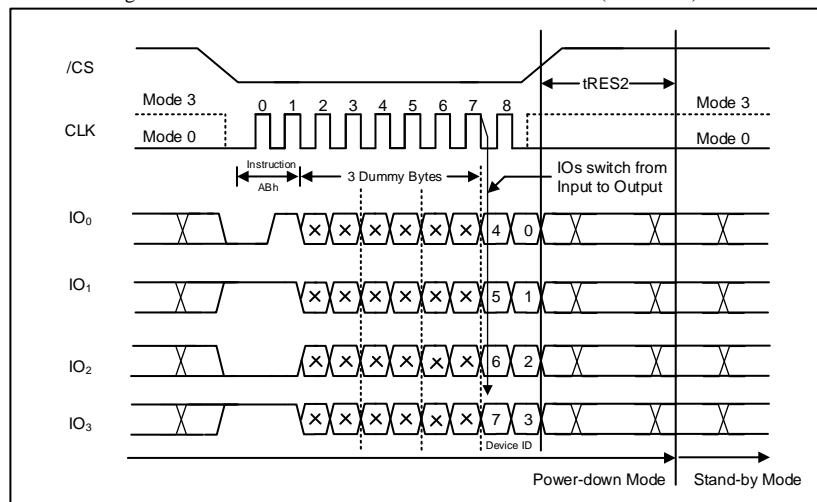 /CS
tRES2
Mode 3
0 1 2 3 4 5 6 7 8
Mode 3
CLK
Mode 0
Mode 0
Instruction
ABh
3 Dummy Bytes
IOs switch from
Input to Output
IO0
4 0
IO1
5 1
IO2
6 2
IO3
7 3
Device ID
Power-down Mode
Stand-by Mode